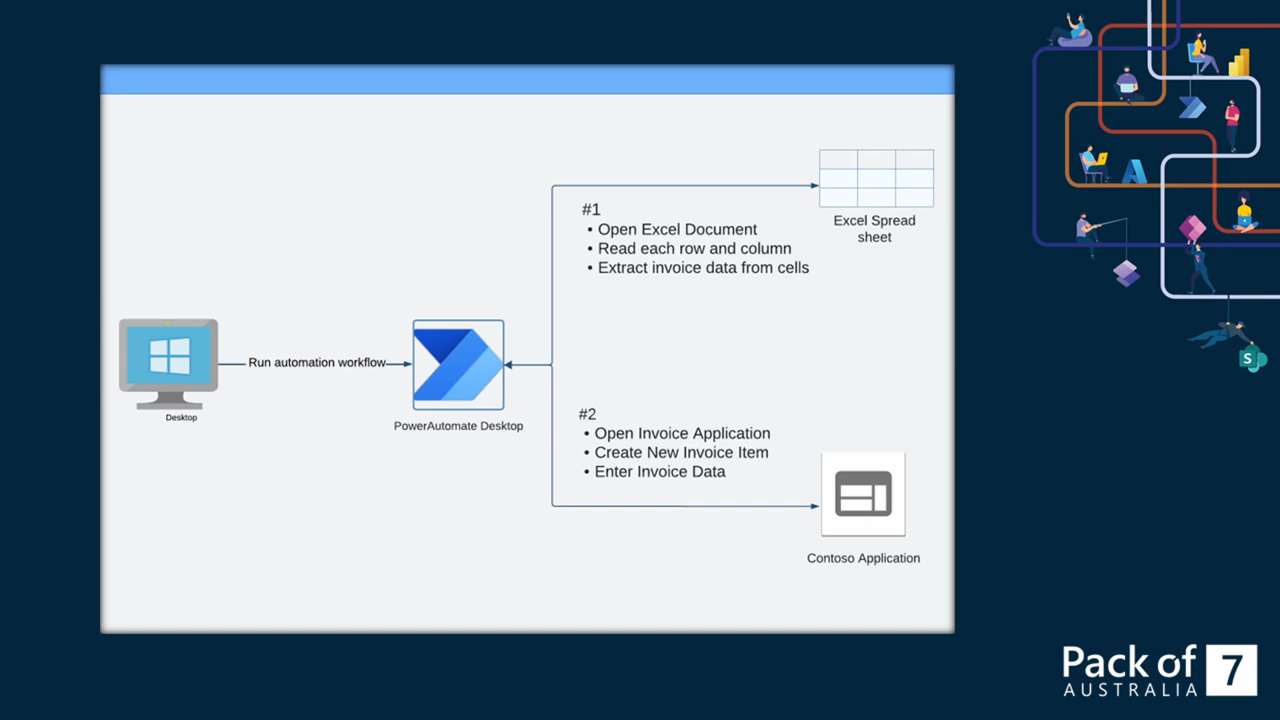 #1
• Open Excel Document
• Read each row and column
• Extract invoice data from cells
Excel Spread
sheet
Run automation workflow
Desktop
PowerAutomate Desktop
#2
• Open Invoice Application
• Create New Invoice Item
• Enter Invoice Data
Contoso Application
S
Pack of 7
AUSTRALIA